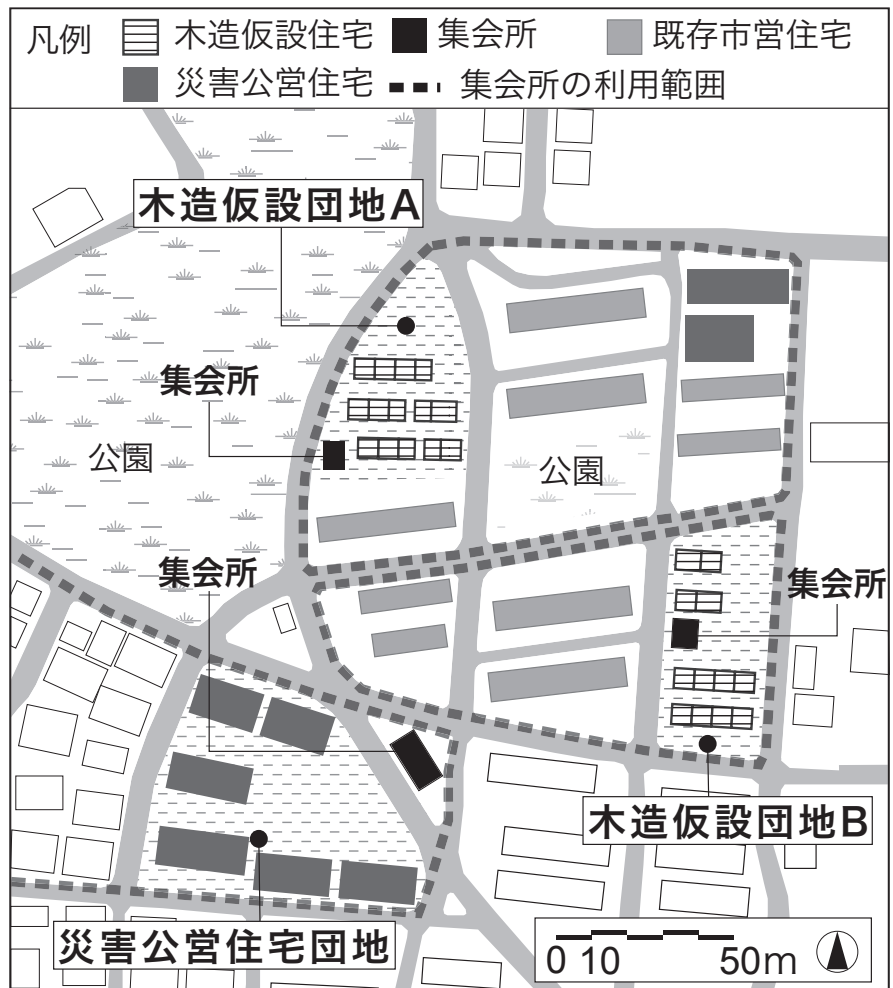 凡例 木造仮設住宅 集会所 既存市営住宅
災害公営住宅 集会所の利用範囲
木造仮設団地A
集会所
公園
公園
集会所
集会所
木造仮設団地B
災害公営住宅団地
0 10 50m